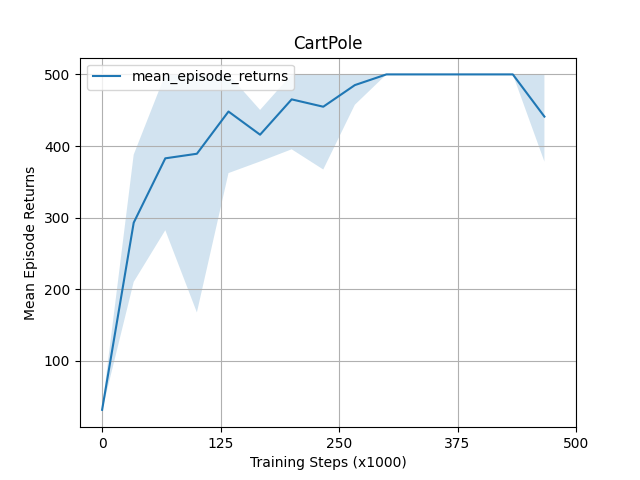 CartPole
mean_episode_returns
500
400
300
200
100
Mean Episode Returns
0
125
250
375
500
Training Steps (x1000)